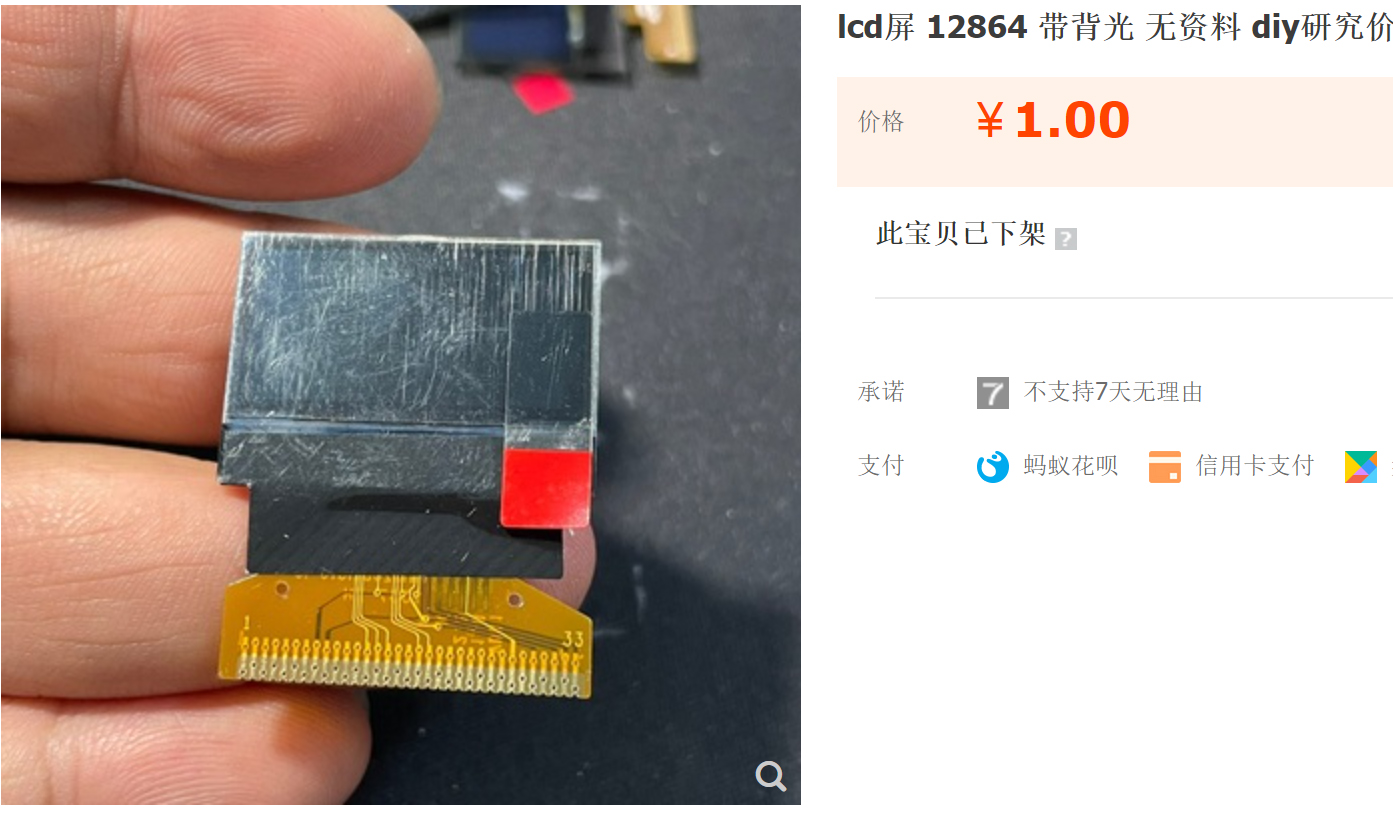 lcd屏 12864 带背光 无资料 diy研究价
价格 ￥1.00
此宝贝已下架 ?
承诺 7 不支持7天无理由
支付 蚂蚁花呗 信用卡支付
1 33